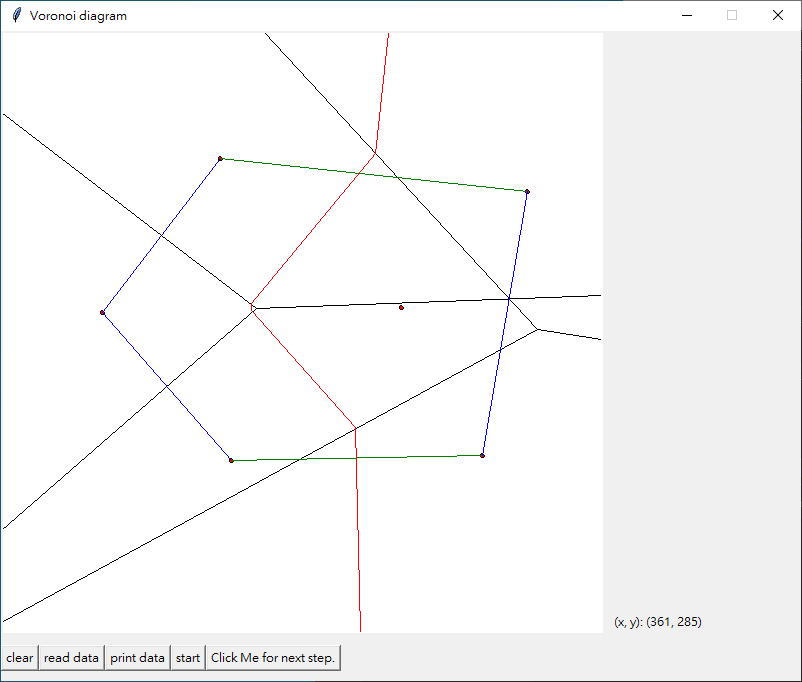 Voronoi diagram
(x, y): (361, 285)
clear read data print data start Click Me for next step.